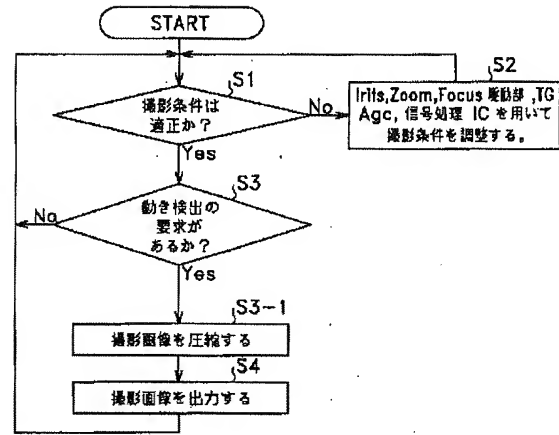 START
S1
S2
撮影条件は
適正か？
No
Irits,Zoom,Focus 駆動部,TG
Agc, 信号処理 IC を用いて
撮影条件を調整する。
Yes
S3
No
動き検出の
要求が
あるか？
Yes
S3-1
撮影画像を圧縮する
S4
撮影画像を出力する